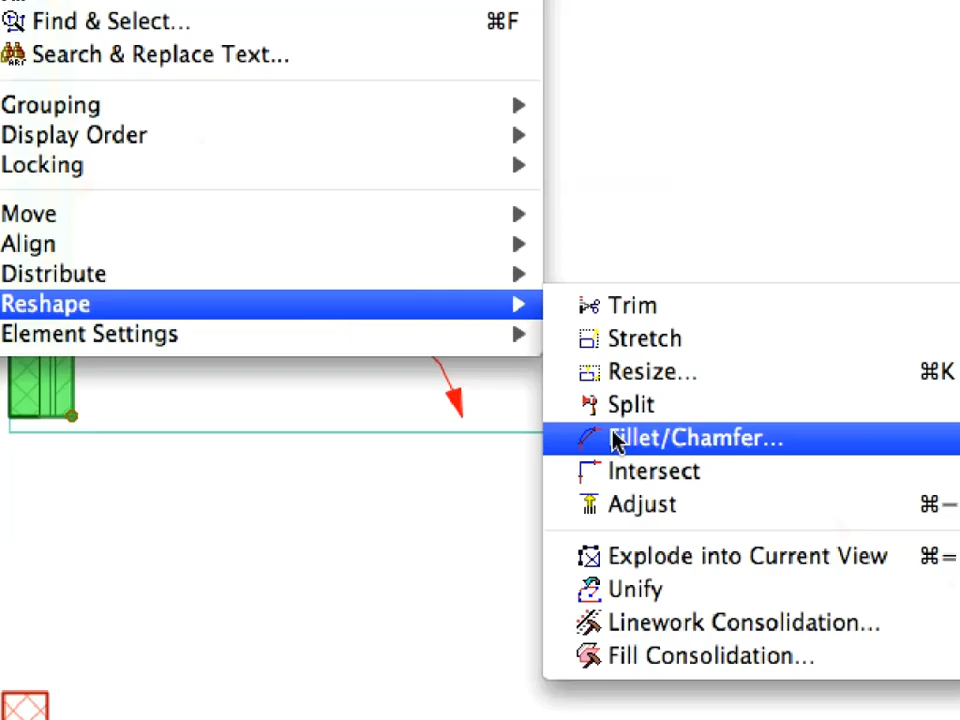 Find & Select... ⌘F
Search & Replace Text...
Grouping
Display Order
Locking
Move
Align
Distribute
Reshape
Element Settings
Trim
Stretch
Resize... ⌘K
Split
Fillet/Chamfer...
Intersect
Adjust ⌘−
Explode into Current View ⌘=
Unify
Linework Consolidation...
Fill Consolidation...